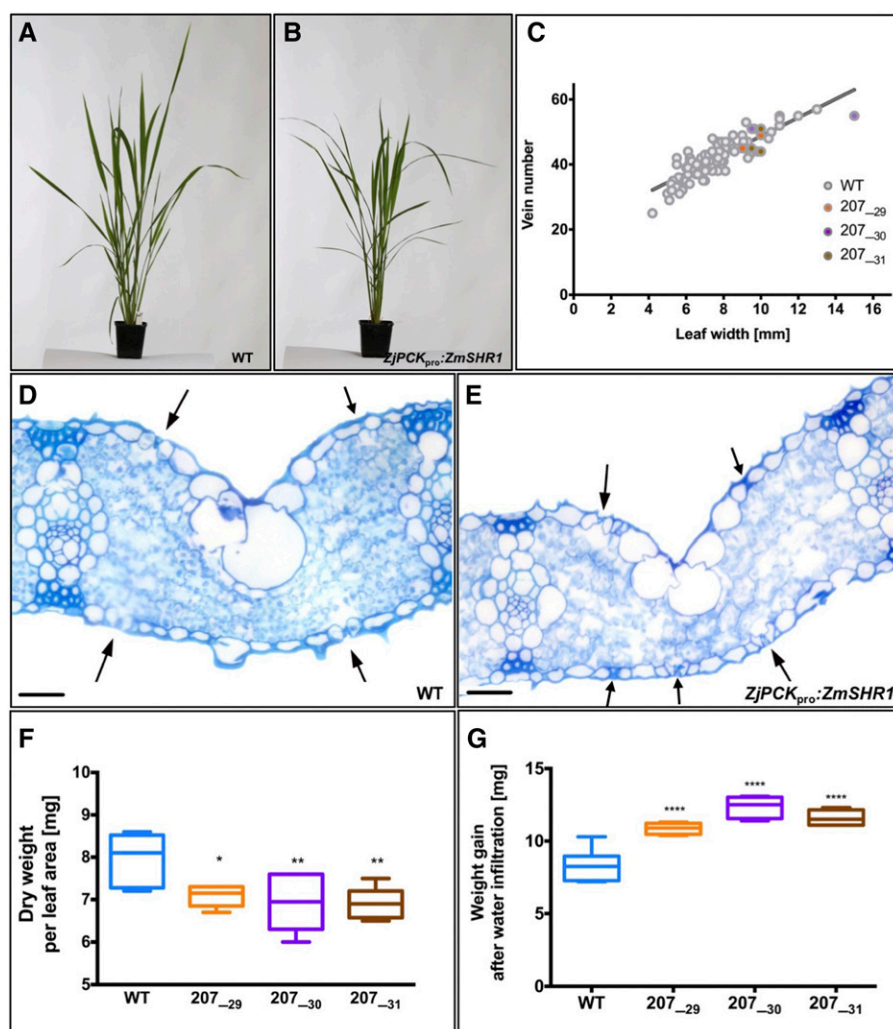 A
WT
B
ZjPCKpro:ZmSHR1
C
Vein number
60
40
20
0
0 2 4 6 8 10 12 14 16
Leaf width [mm]
WT
207_29
207_30
207_31
D
WT
E
ZjPCKpro:ZmSHR1
F
Dry weight
per leaf area [mg]
10
9
8
7
6
5
*
**
**
WT 207_29 207_30 207_31
G
Weight gain
after water infiltration [mg]
15
10
5
0
****
****
****
WT 207_29 207_30 207_31